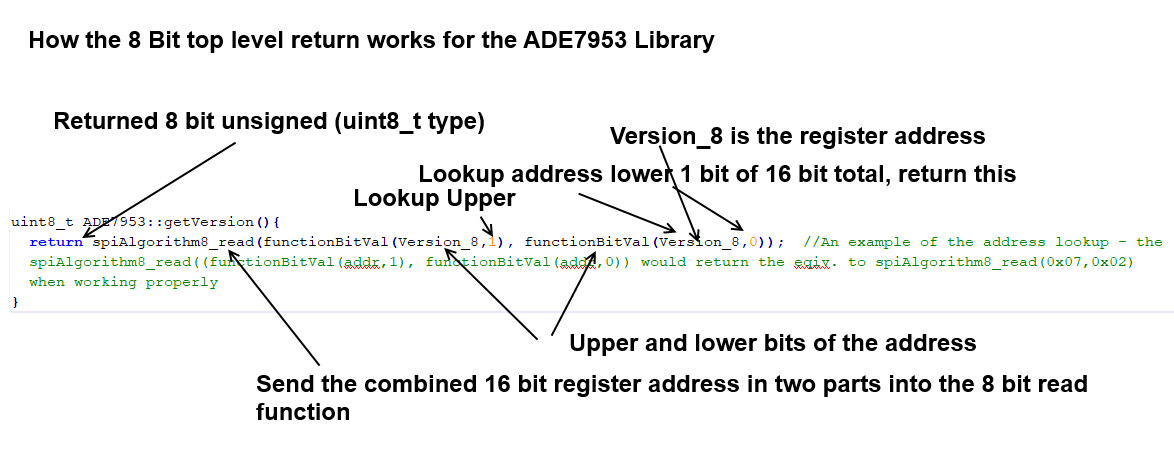 How the 8 Bit top level return works for the ADE7953 Library
Returned 8 bit unsigned (uint8_t type)
Version_8 is the register address
Lookup address lower 1 bit of 16 bit total, return this
Lookup Upper
uint8_t ADE7953::getVersion(){
return spiAlgorithm8_read(functionBitVal(Version_8,1), functionBitVal(Version_8,0));  //An example of the address lookup - the
spiAlgorithm8_read((functionBitVal(addr,1), functionBitVal(addr,0)) would return the eqiv. to spiAlgorithm8_read(0x07,0x02)
when working properly
}
Upper and lower bits of the address
Send the combined 16 bit register address in two parts into the 8 bit read
function